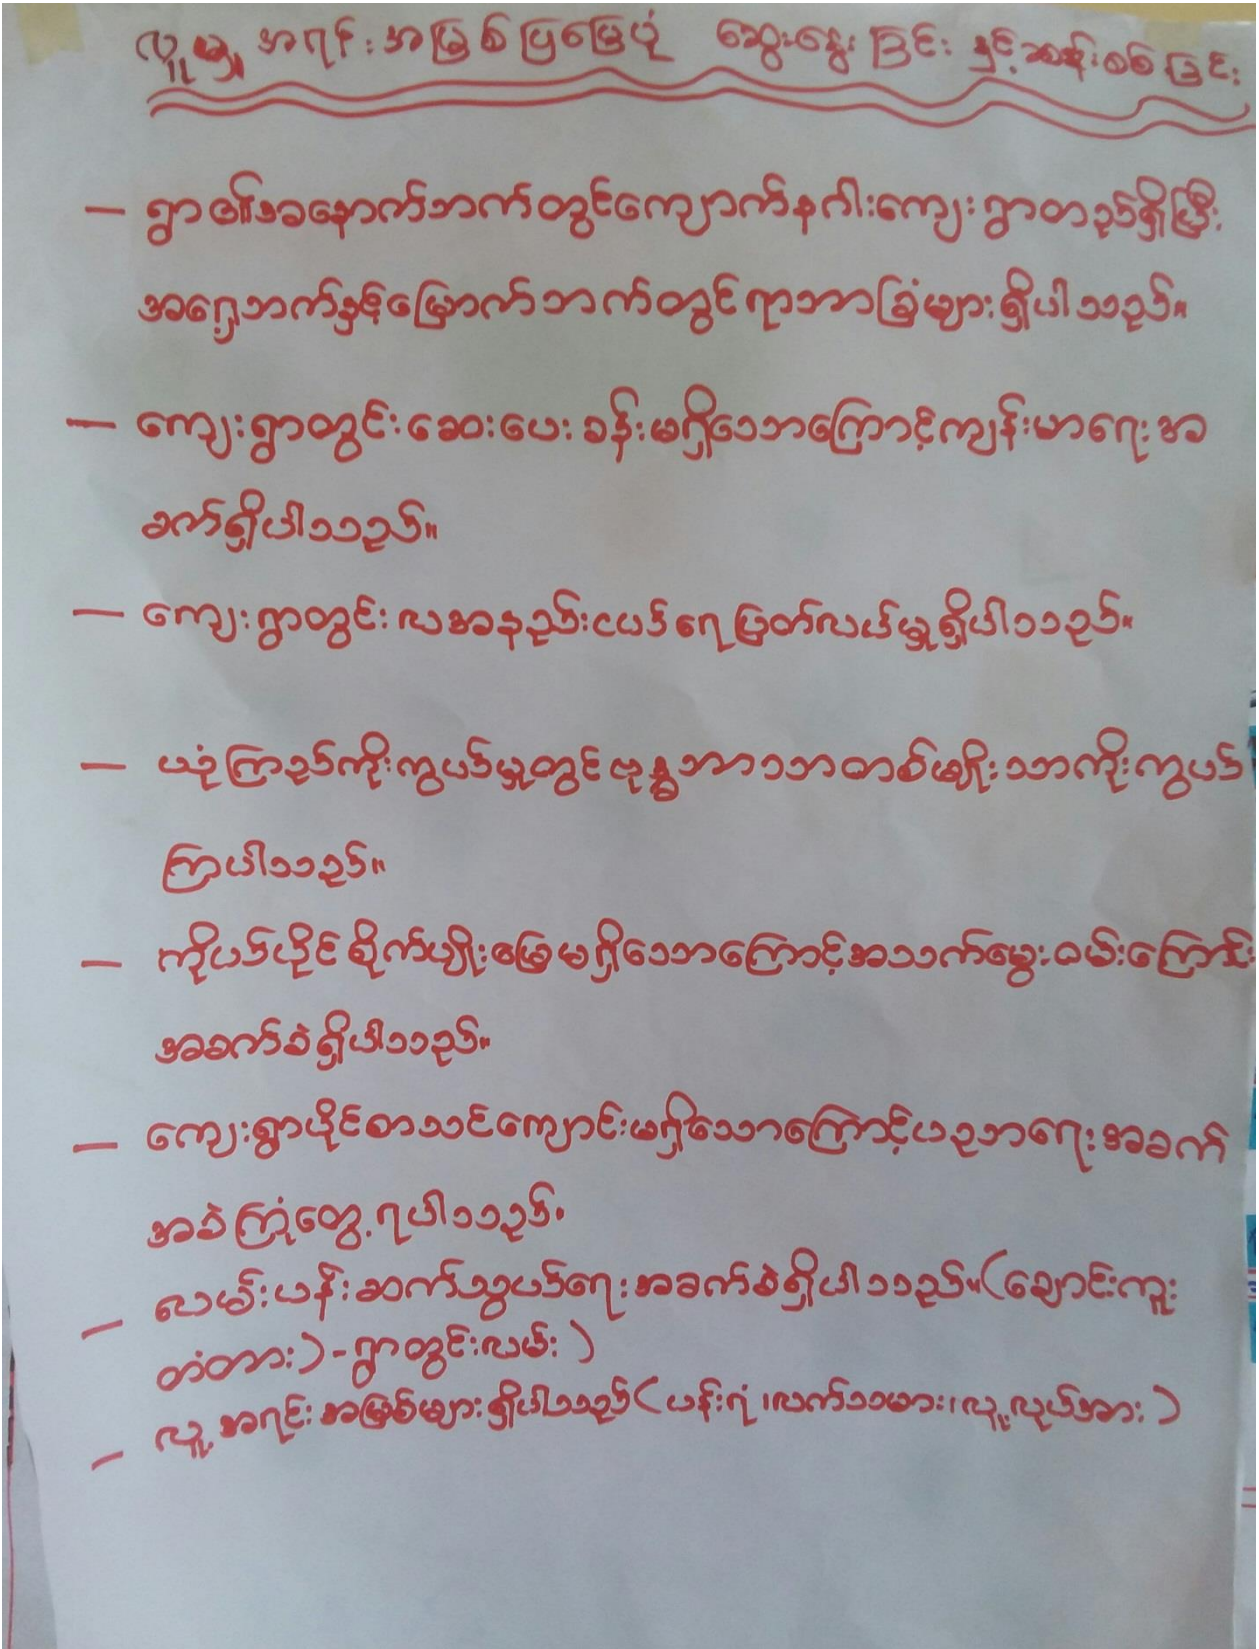 လူမှု အရင်းအမြစ်ပြမြေပုံ ဆွေးနွေးခြင်း နှင့် ဆန်းစစ်ခြင်း
– ရွာ၏အနောက်ဘက်တွင်ကျောက်နဂါးကျေးရွာတည်ရှိပြီး
အရှေ့ဘက်နှင့်မြောက်ဘက်တွင်ရာဘာခြံများရှိပါသည်။
– ကျေးရွာတွင်းဆေးပေးခန်းမရှိသောကြောင့်ကျန်းမာရေးအ
ခက်ရှိပါသည်။
– ကျေးရွာတွင်းလအနည်းငယ်ရေပြတ်လပ်မှုရှိပါသည်။
– ယုံကြည်ကိုးကွယ်မှုတွင်ဗုဒ္ဓဘာသာတစ်မျိုးသာကိုးကွယ်
ကြပါသည်။
– ကိုယ်ပိုင်စိုက်ပျိုးမြေမရှိသောကြောင့်အသက်မွေးဝမ်းကြောင်း
အခက်ခဲရှိပါသည်။
– ကျေးရွာပိုင်စာသင်ကျောင်းမရှိသောကြောင့်ပညာရေးအခက်
အခဲကြုံတွေ့ရပါသည်။
– လမ်းပန်းဆက်သွယ်ရေးအခက်ခဲရှိပါသည်။(ချောင်းကူး
တံတား)-ရွာတွင်းလမ်း)
– လူ့အရင်းအမြစ်များရှိပါသည်(ပန်းရံ၊လက်သမား၊လူ့လုပ်အား)